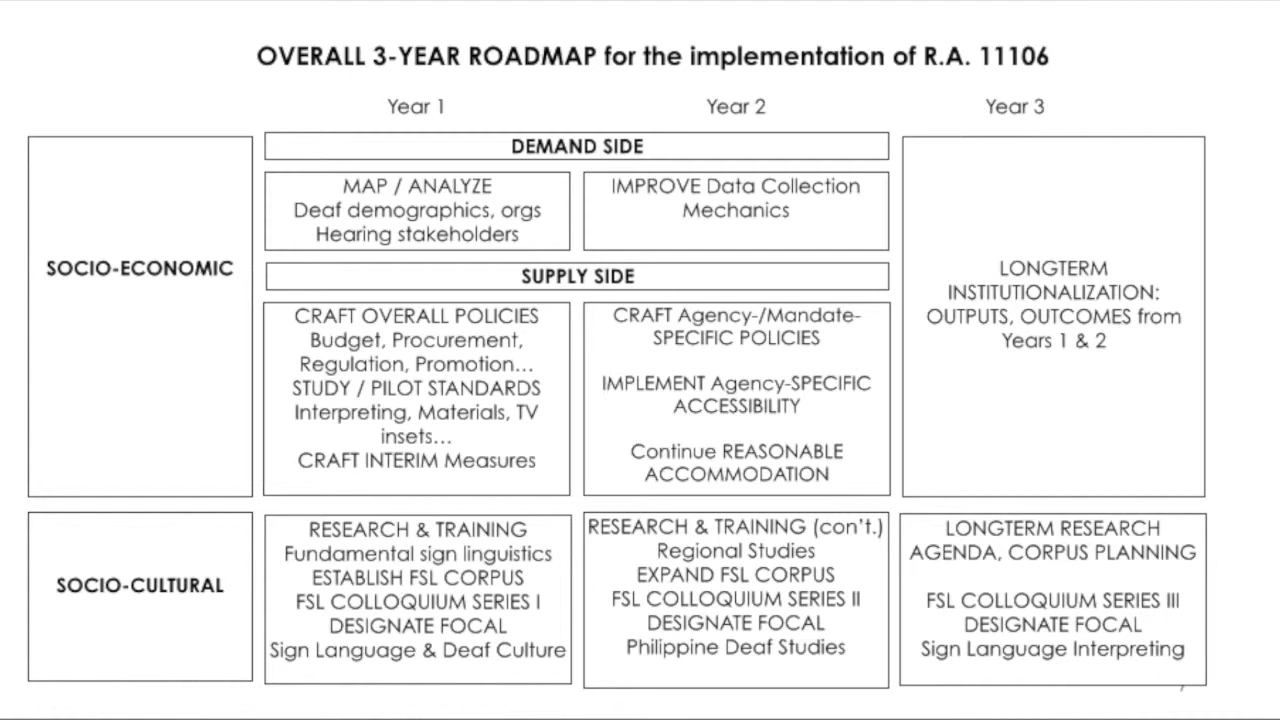 OVERALL 3-YEAR ROADMAP for the implementation of R.A. 11106
Year 1
Year 2
Year 3
SOCIO-ECONOMIC
DEMAND SIDE
MAP / ANALYZE
Deaf demographics, orgs
Hearing stakeholders
IMPROVE Data Collection
Mechanics
SUPPLY SIDE
CRAFT OVERALL POLICIES
Budget, Procurement,
Regulation, Promotion...
STUDY / PILOT STANDARDS
Interpreting, Materials, TV
insets...
CRAFT INTERIM Measures
CRAFT Agency-/Mandate-
SPECIFIC POLICIES
IMPLEMENT Agency-SPECIFIC
ACCESSIBILITY
Continue REASONABLE
ACCOMMODATION
LONGTERM
INSTITUTIONALIZATION:
OUTPUTS, OUTCOMES from
Years 1 & 2
SOCIO-CULTURAL
RESEARCH & TRAINING
Fundamental sign linguistics
ESTABLISH FSL CORPUS
FSL COLLOQUIUM SERIES I
DESIGNATE FOCAL
Sign Language & Deaf Culture
RESEARCH & TRAINING (con't.)
Regional Studies
EXPAND FSL CORPUS
FSL COLLOQUIUM SERIES II
DESIGNATE FOCAL
Philippine Deaf Studies
LONGTERM RESEARCH
AGENDA, CORPUS PLANNING
FSL COLLOQUIUM SERIES III
DESIGNATE FOCAL
Sign Language Interpreting